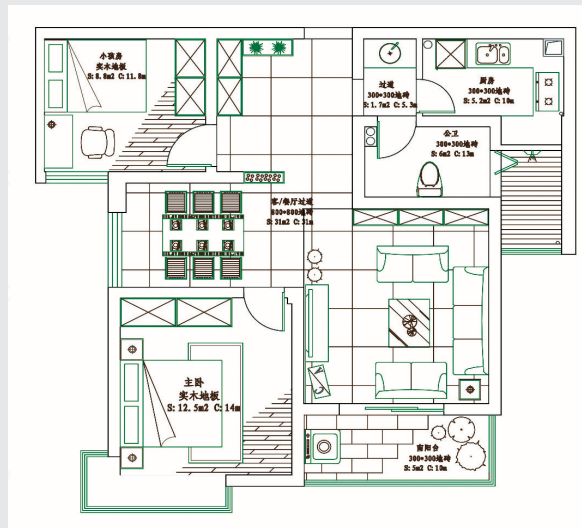 小孩房
实木地板
S:8.8m2 C:11.8m
过道
300*300地砖
S:1.7m2 C:5.3m
厨房
300*300地砖
S:5.2m2 C:10m
公卫
300*300地砖
S:6m2 C:13m
客/餐厅过道
800*800地砖
S:31m2 C:31m
主卧
实木地板
S:12.5m2 C:14m
南阳台
300*300地砖
S:5m2 C:10m